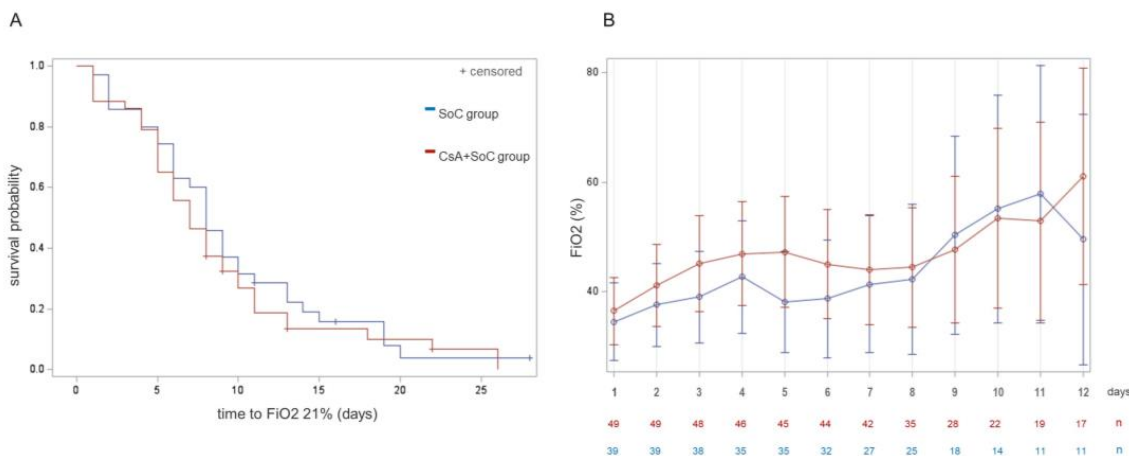 A
B
1.0
0.8
0.6
0.4
0.2
0.0
survival probability
+ censored
SoC group
CsA+SoC group
0 5 10 15 20 25
time to FiO2 21% (days)
80
60
40
FiO2 (%)
1 2 3 4 5 6 7 8 9 10 11 12 days
49 49 48 46 45 44 42 35 28 22 19 17 n
39 39 38 35 35 32 27 25 18 14 11 11 n